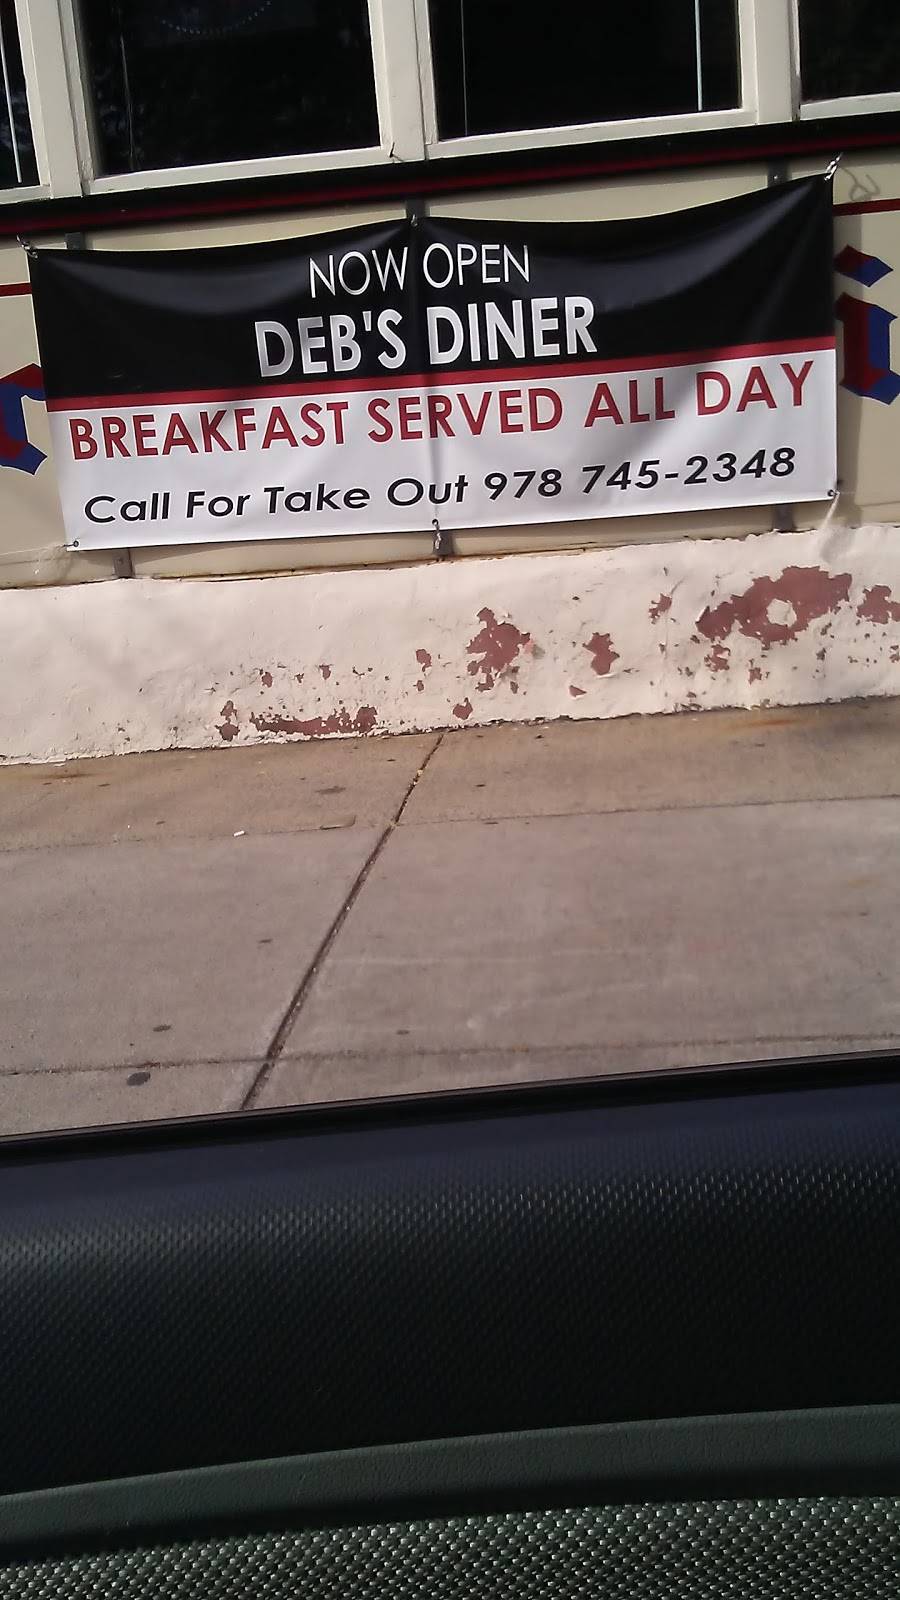 NOW OPEN
DEB'S DINER
BREAKFAST SERVED ALL DAY
Call For Take Out 978 745-2348